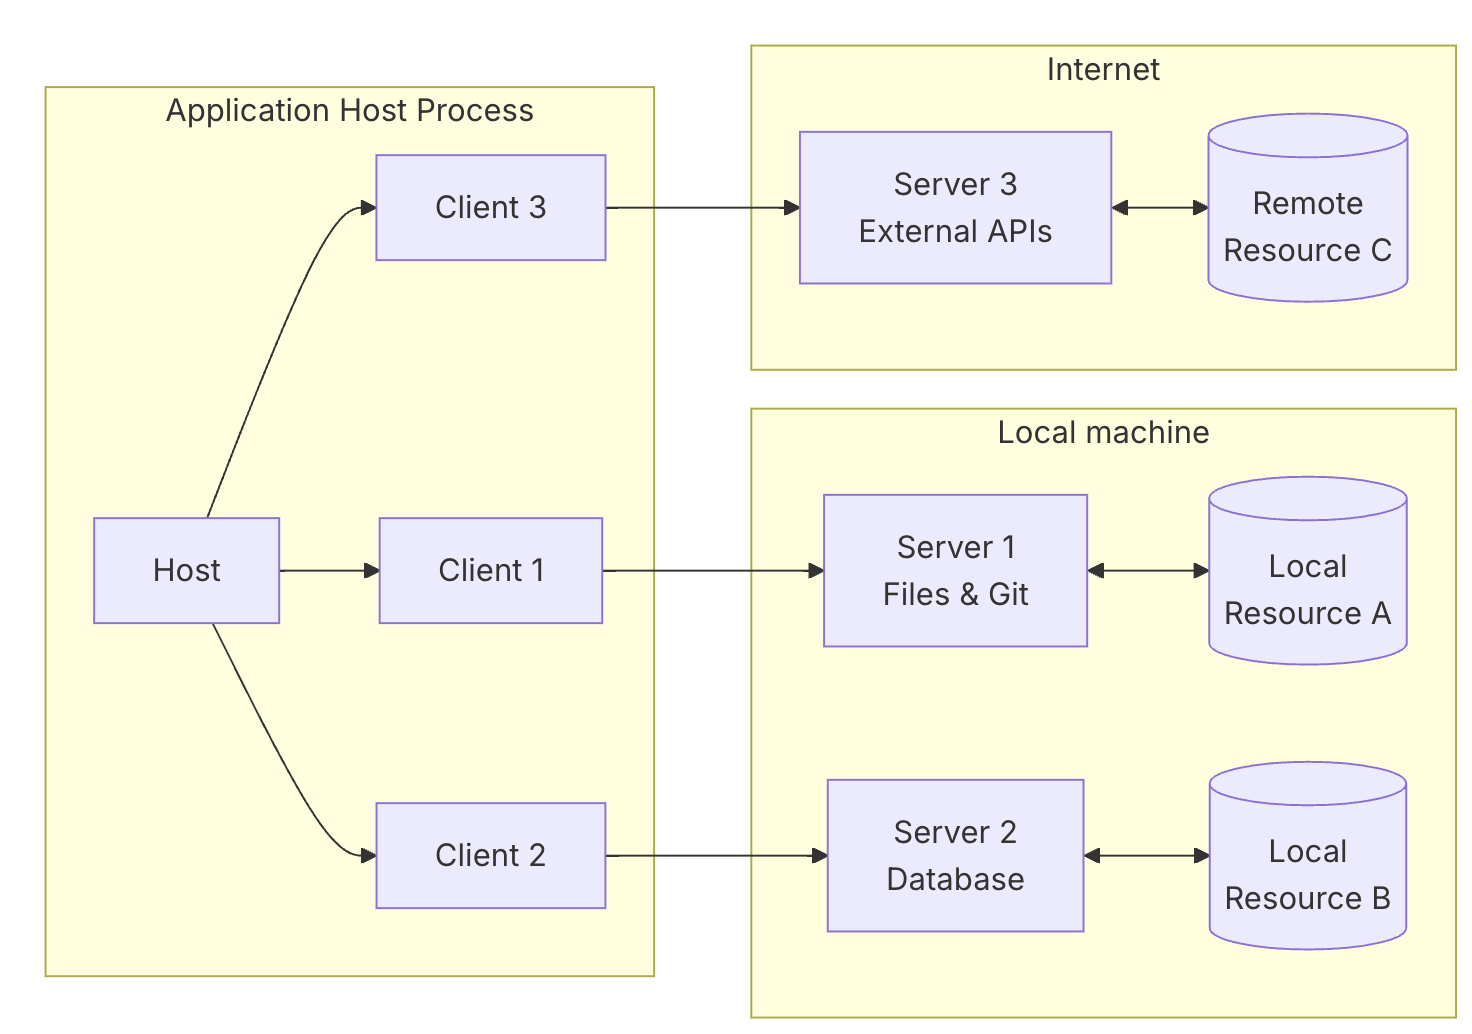 Application Host Process
Client 3
Host
Client 1
Client 2
Internet
Server 3
External APIs
Remote
Resource C
Local machine
Server 1
Files & Git
Local
Resource A
Server 2
Database
Local
Resource B